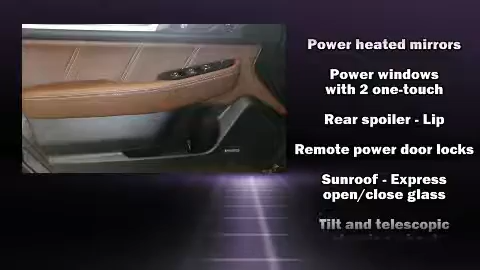 Power heated mirrors
Power windows
with 2 one-touch
Rear spoiler - Lip
Remote power door locks
Sunroof - Express
open/close glass
Tilt and telescopic